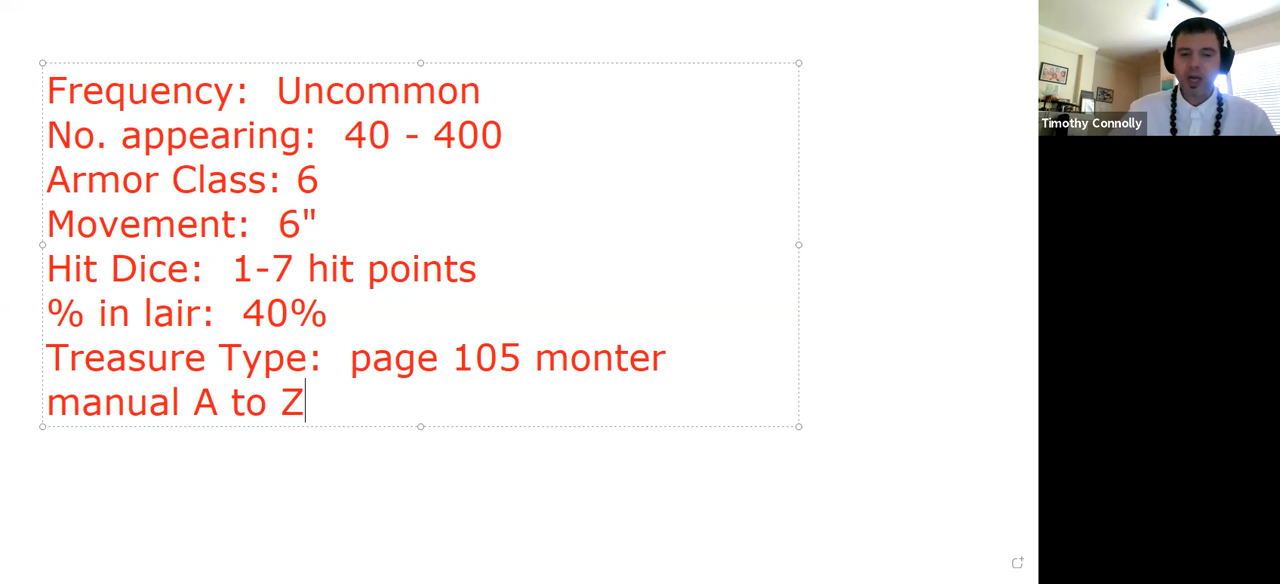 Frequency:  Uncommon
No. appearing:  40 - 400
Armor Class: 6
Movement:  6"
Hit Dice:  1-7 hit points
% in lair:  40%
Treasure Type:  page 105 monter
manual A to Z
Timothy Connolly